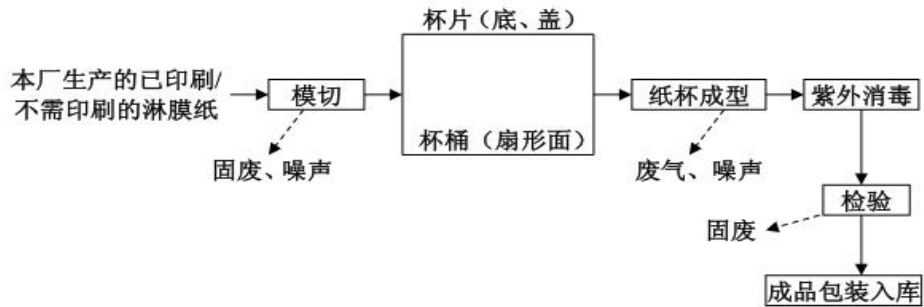 杯片（底、盖）
本厂生产的已印刷/
不需印刷的淋膜纸
模切
纸杯成型
紫外消毒
杯桶（扇形面）
固废、噪声
废气、噪声
检验
固废
成品包装入库